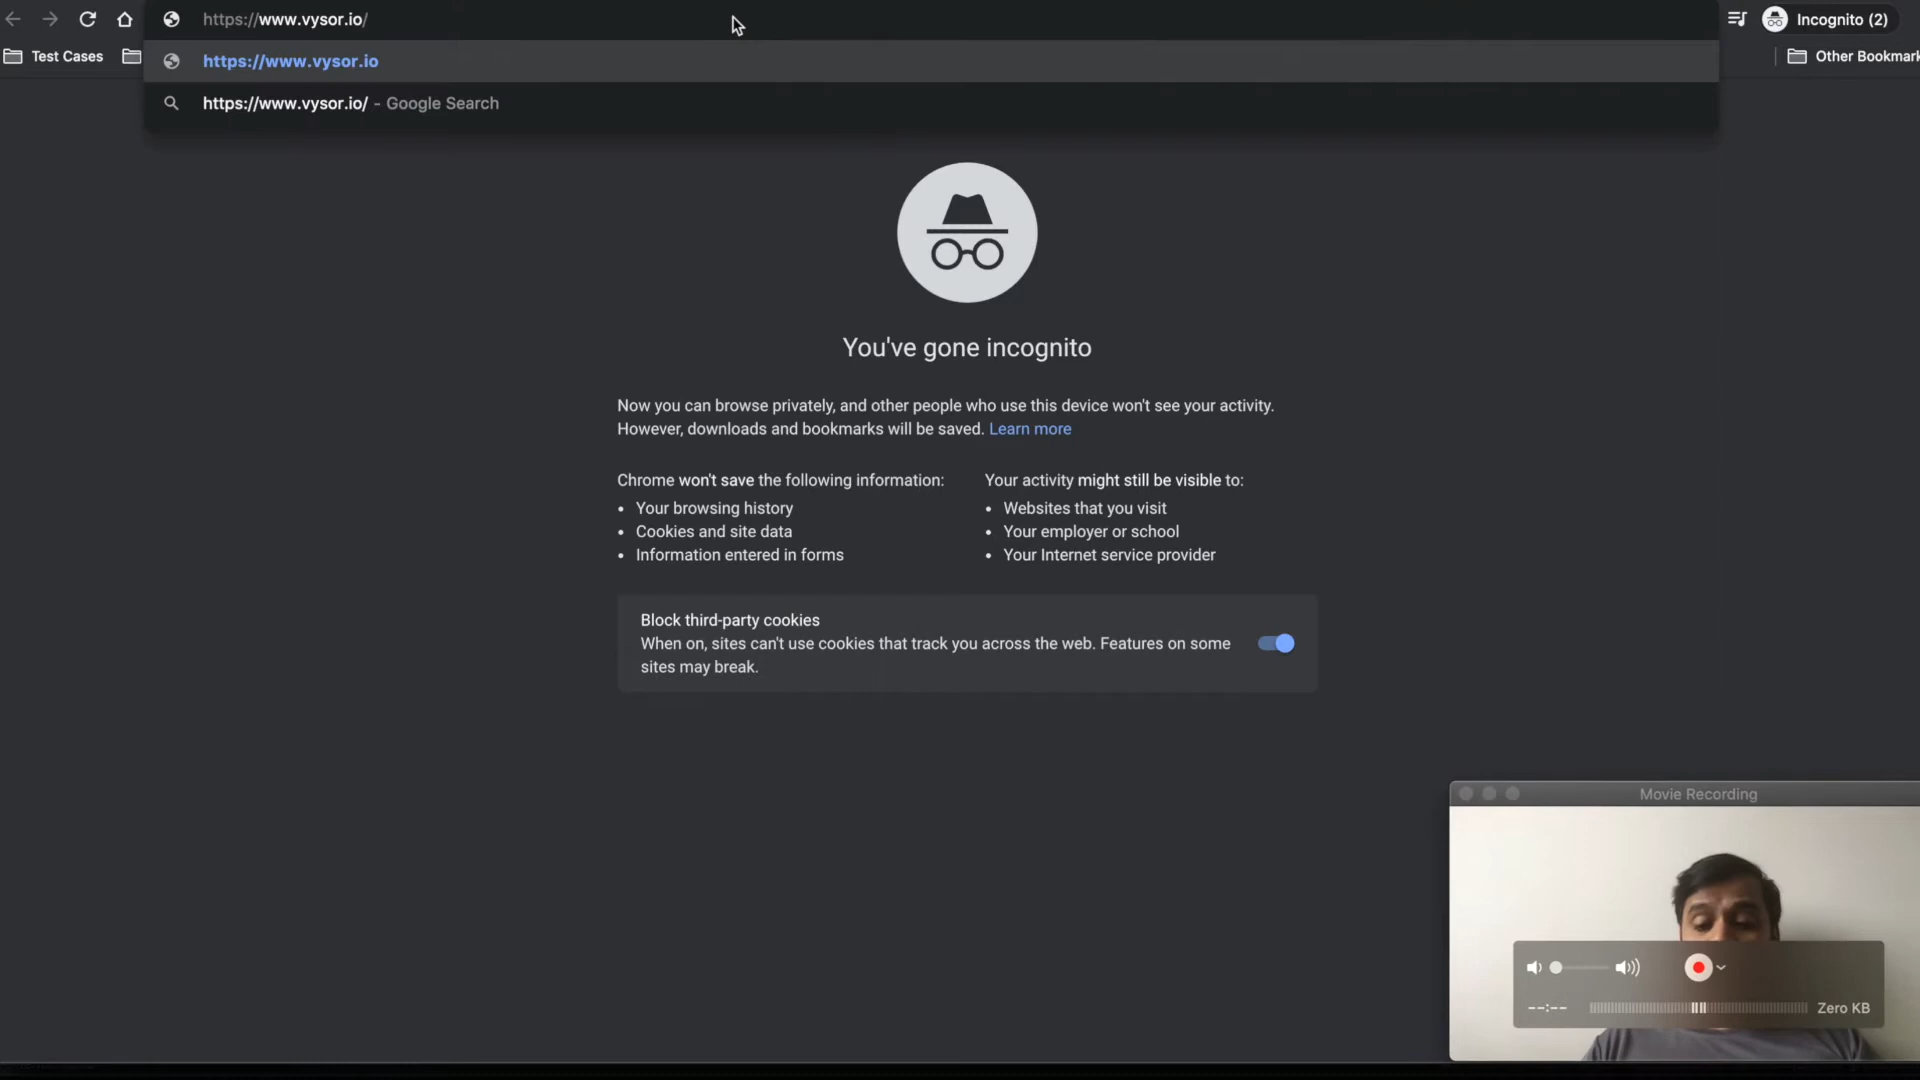 https://www.vysor.io/
Incognito (2)
Test Cases
Other Bookmark
https://www.vysor.io
https://www.vysor.io/ - Google Search
You've gone incognito
Now you can browse privately, and other people who use this device won't see your activity.
However, downloads and bookmarks will be saved. Learn more
Chrome won't save the following information:
• Your browsing history
• Cookies and site data
• Information entered in forms
Your activity might still be visible to:
• Websites that you visit
• Your employer or school
• Your Internet service provider
Block third-party cookies
When on, sites can't use cookies that track you across the web. Features on some
sites may break.
Movie Recording
--:--
Zero KB